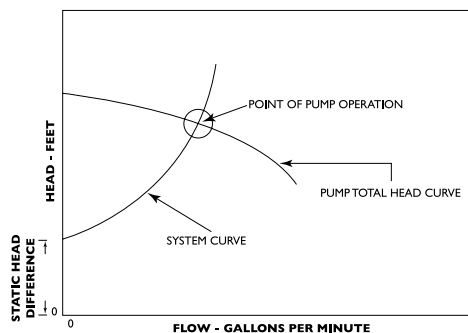 POINT OF PUMP OPERATION
HEAD - FEET
PUMP TOTAL HEAD CURVE
SYSTEM CURVE
STATIC HEAD
DIFFERENCE
0
0
FLOW - GALLONS PER MINUTE